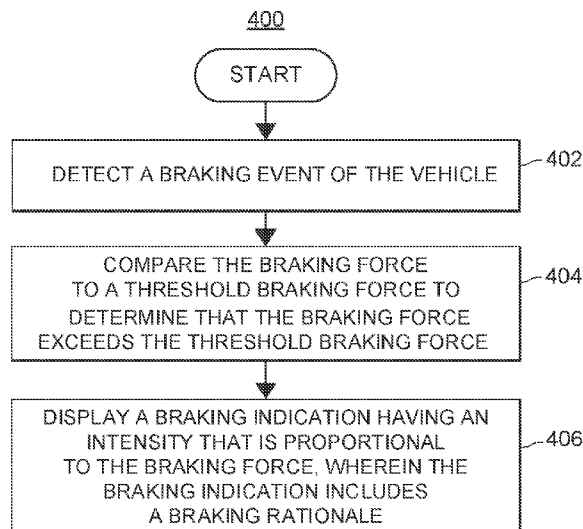 400
START
DETECT A BRAKING EVENT OF THE VEHICLE
402
COMPARE THE BRAKING FORCE
TO A THRESHOLD BRAKING FORCE TO
DETERMINE THAT THE BRAKING FORCE
EXCEEDS THE THRESHOLD BRAKING FORCE
404
DISPLAY A BRAKING INDICATION HAVING AN
INTENSITY THAT IS PROPORTIONAL
TO THE BRAKING FORCE, WHEREIN THE
BRAKING INDICATION INCLUDES
A BRAKING RATIONALE
406